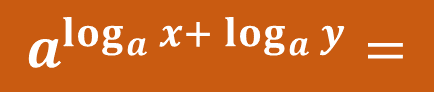 a^{log_a x + log_a y} =